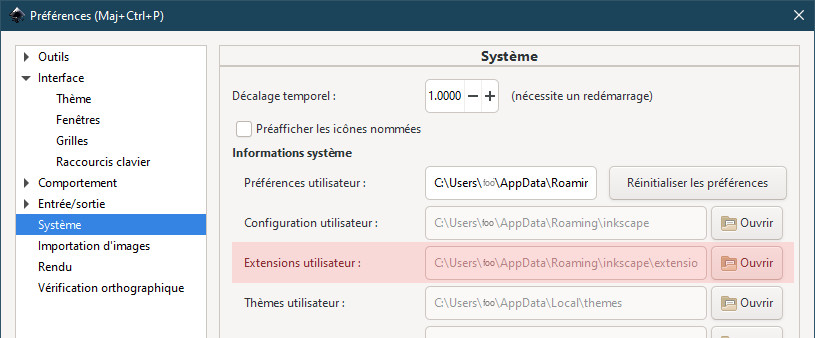 Préférences (Maj+Ctrl+P)
Outils
Interface
Thème
Fenêtres
Grilles
Raccourcis clavier
Comportement
Entrée/sortie
Système
Importation d'images
Rendu
Vérification orthographique
Système
Décalage temporel : 1.0000 − + (nécessite un redémarrage)
Préafficher les icônes nommées
Informations système
Préférences utilisateur : C:\Users\foo\AppData\Roamir Réinitialiser les préférences
Configuration utilisateur : C:\Users\foo\AppData\Roaming\inkscape Ouvrir
Extensions utilisateur : C:\Users\foo\AppData\Roaming\inkscape\extensio Ouvrir
Thèmes utilisateur : C:\Users\foo\AppData\Local\themes Ouvrir